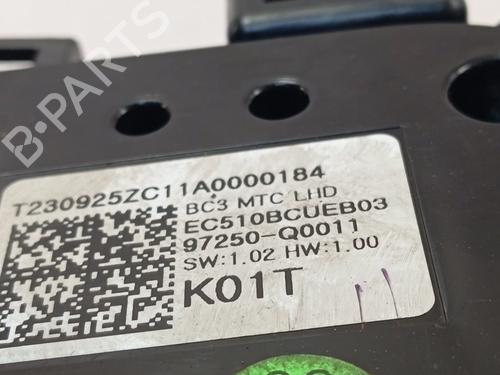 B-PARTS
T230925ZC11A0000184
BC3 MTC LHD
EC510BCUEB03
97250-Q0011
SW:1.02 HW:1.00
K01T